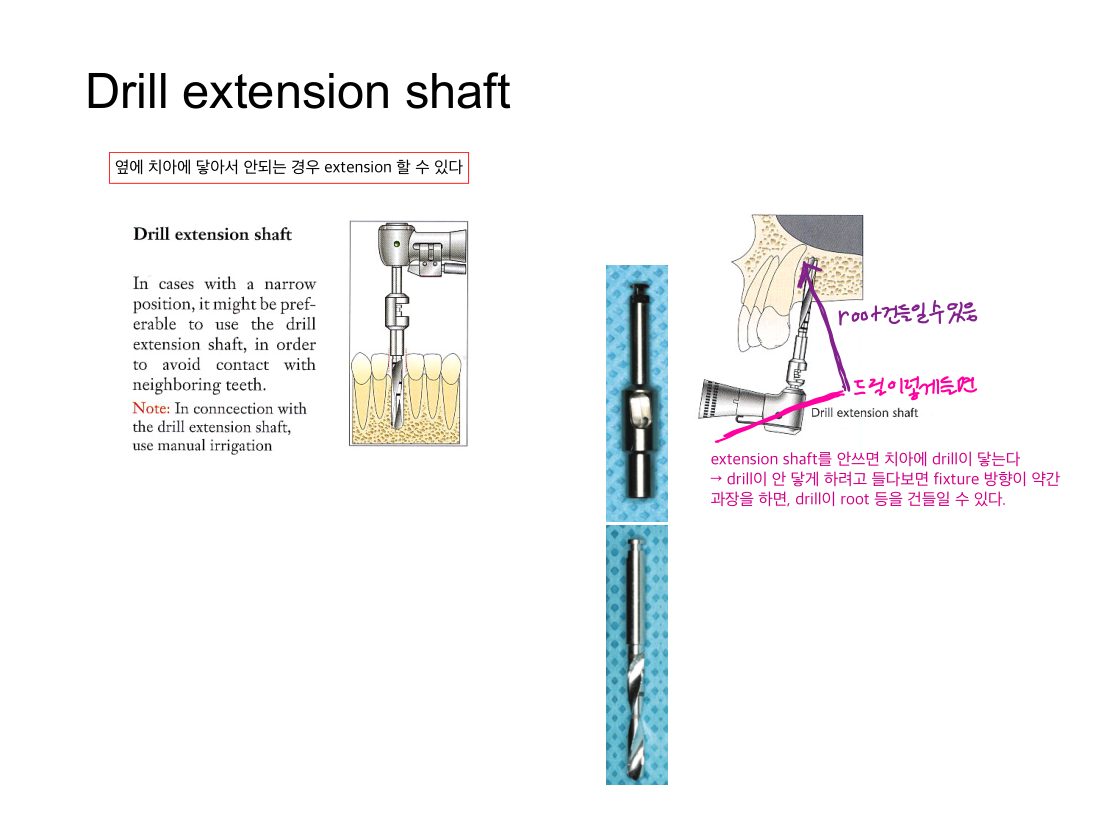 Drill extension shaft
옆에 치아에 닿아서 안되는 경우 extension 할 수 있다
Drill extension shaft
In cases with a narrow
position, it might be pref-
erable to use the drill
extension shaft, in order
to avoid contact with
neighboring teeth.
Note: In conncection with
the drill extension shaft,
use manual irrigation
root건들일수있음
드릴이렇게들면
Drill extension shaft
extension shaft를 안쓰면 치아에 drill이 닿는다
→ drill이 안 닿게 하려고 들다보면 fixture 방향이 약간
과장을 하면, drill이 root 등을 건들일 수 있다.